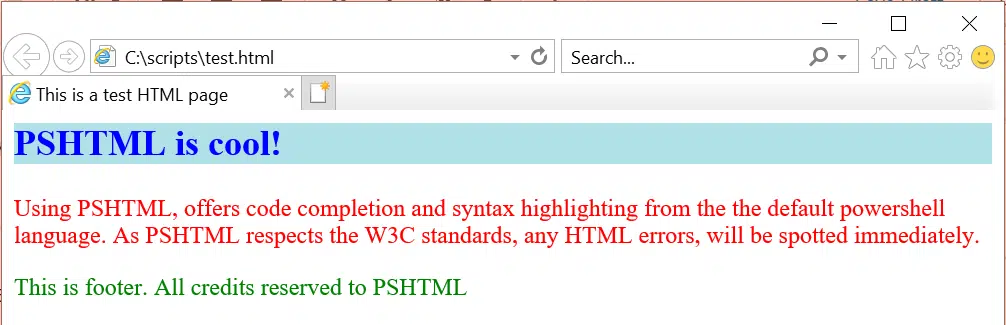 C:\scripts\test.html
Search...
This is a test HTML page
PSHTML is cool!
Using PSHTML, offers code completion and syntax highlighting from the the default powershell
language. As PSHTML respects the W3C standards, any HTML errors, will be spotted immediately.
This is footer. All credits reserved to PSHTML